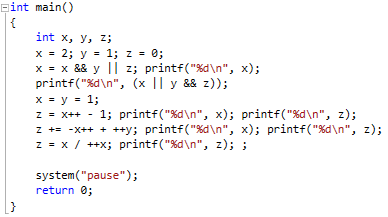 int main()
{
    int x, y, z;
    x = 2; y = 1; z = 0;
    x = x && y || z; printf("%d\n", x);
    printf("%d\n", (x || y && z));
    x = y = 1;
    z = x++ - 1; printf("%d\n", x); printf("%d\n", z);
    z += -x++ + ++y; printf("%d\n", x); printf("%d\n", z);
    z = x / ++x; printf("%d\n", z); ;
    system("pause");
    return 0;
}